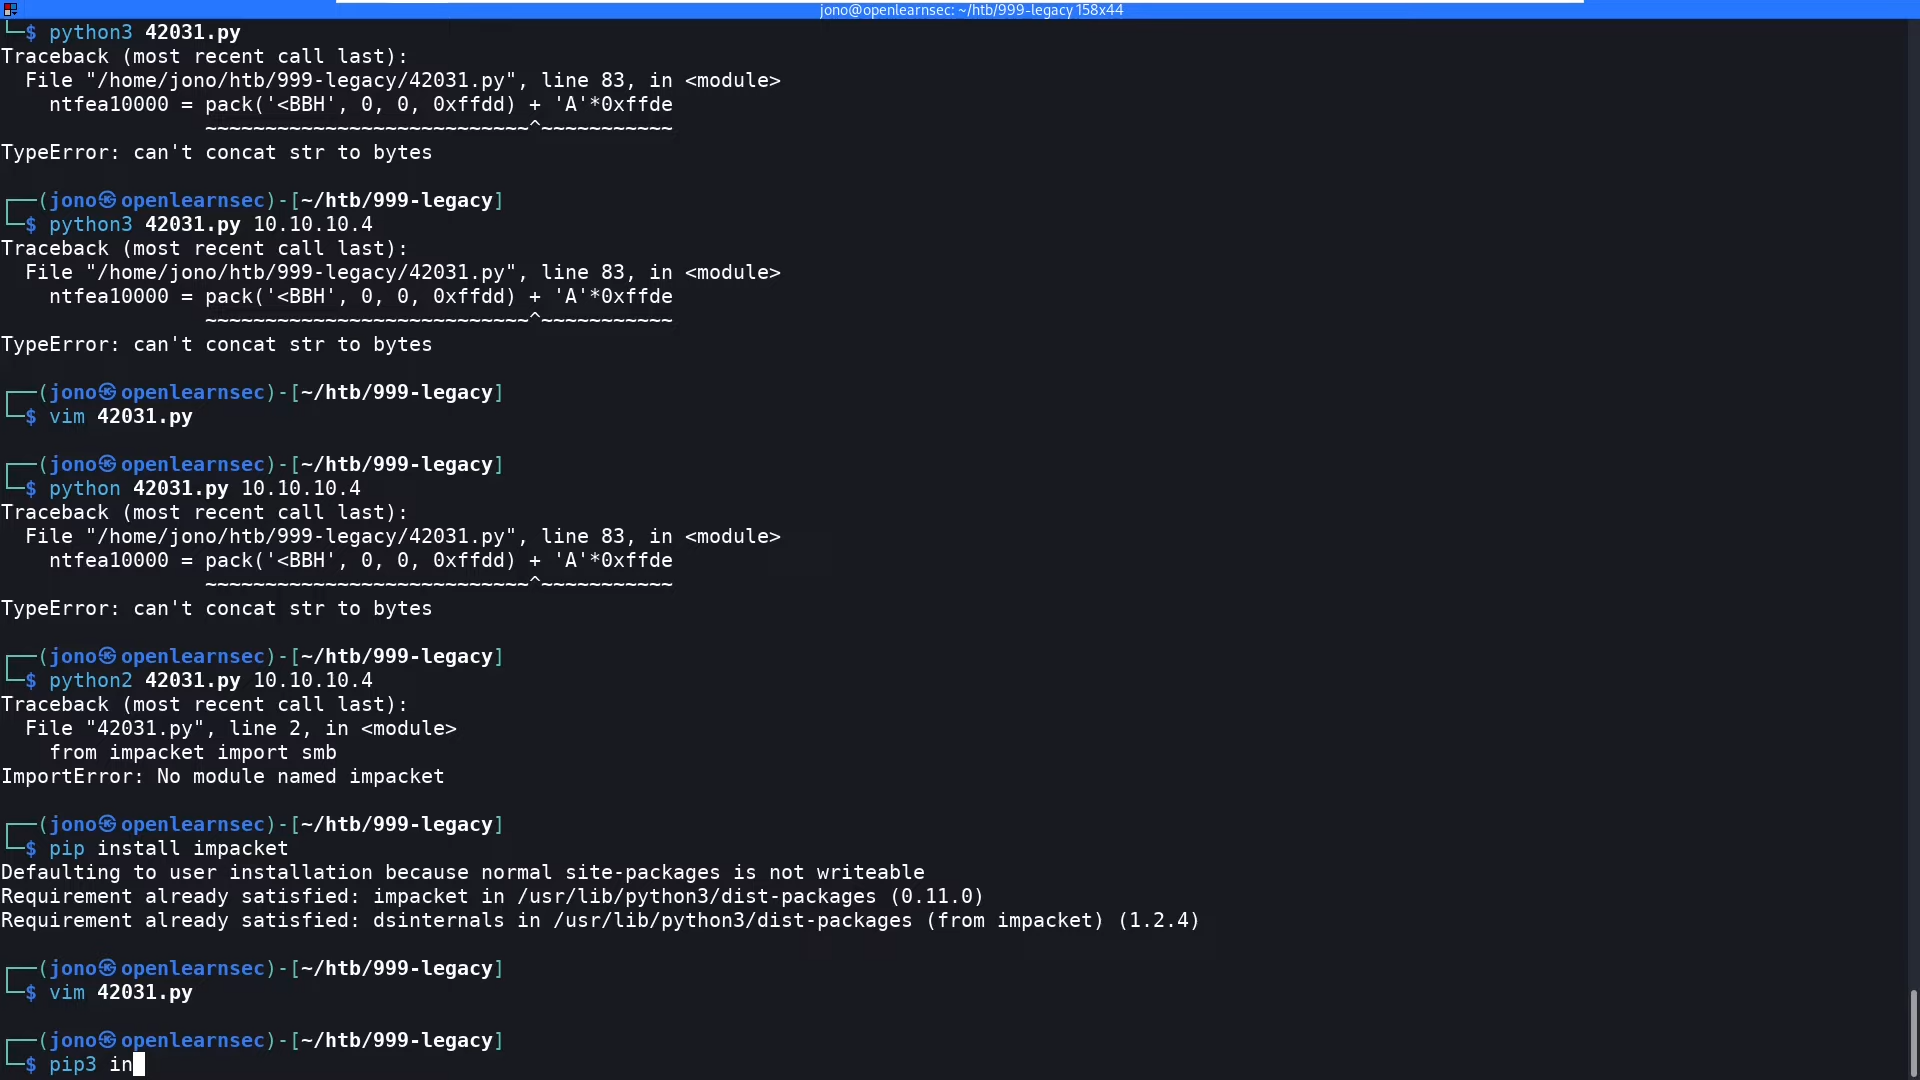 jono@openlearnsec: ~/htb/999-legacy 158x44
└─$ python3 42031.py
Traceback (most recent call last):
  File "/home/jono/htb/999-legacy/42031.py", line 83, in <module>
    ntfea10000 = pack('<BBH', 0, 0, 0xffdd) + 'A'*0xffde
                 ~~~~~~~~~~~~~~~~~~~~~~~~~~~^~~~~~~~~~~~
TypeError: can't concat str to bytes
┌──(jono㉿openlearnsec)-[~/htb/999-legacy]
└─$ python3 42031.py 10.10.10.4
Traceback (most recent call last):
  File "/home/jono/htb/999-legacy/42031.py", line 83, in <module>
    ntfea10000 = pack('<BBH', 0, 0, 0xffdd) + 'A'*0xffde
                 ~~~~~~~~~~~~~~~~~~~~~~~~~~~^~~~~~~~~~~~
TypeError: can't concat str to bytes
┌──(jono㉿openlearnsec)-[~/htb/999-legacy]
└─$ vim 42031.py
┌──(jono㉿openlearnsec)-[~/htb/999-legacy]
└─$ python 42031.py 10.10.10.4
Traceback (most recent call last):
  File "/home/jono/htb/999-legacy/42031.py", line 83, in <module>
    ntfea10000 = pack('<BBH', 0, 0, 0xffdd) + 'A'*0xffde
                 ~~~~~~~~~~~~~~~~~~~~~~~~~~~^~~~~~~~~~~~
TypeError: can't concat str to bytes
┌──(jono㉿openlearnsec)-[~/htb/999-legacy]
└─$ python2 42031.py 10.10.10.4
Traceback (most recent call last):
  File "42031.py", line 2, in <module>
    from impacket import smb
ImportError: No module named impacket
┌──(jono㉿openlearnsec)-[~/htb/999-legacy]
└─$ pip install impacket
Defaulting to user installation because normal site-packages is not writeable
Requirement already satisfied: impacket in /usr/lib/python3/dist-packages (0.11.0)
Requirement already satisfied: dsinternals in /usr/lib/python3/dist-packages (from impacket) (1.2.4)
┌──(jono㉿openlearnsec)-[~/htb/999-legacy]
└─$ vim 42031.py
┌──(jono㉿openlearnsec)-[~/htb/999-legacy]
└─$ pip3 in